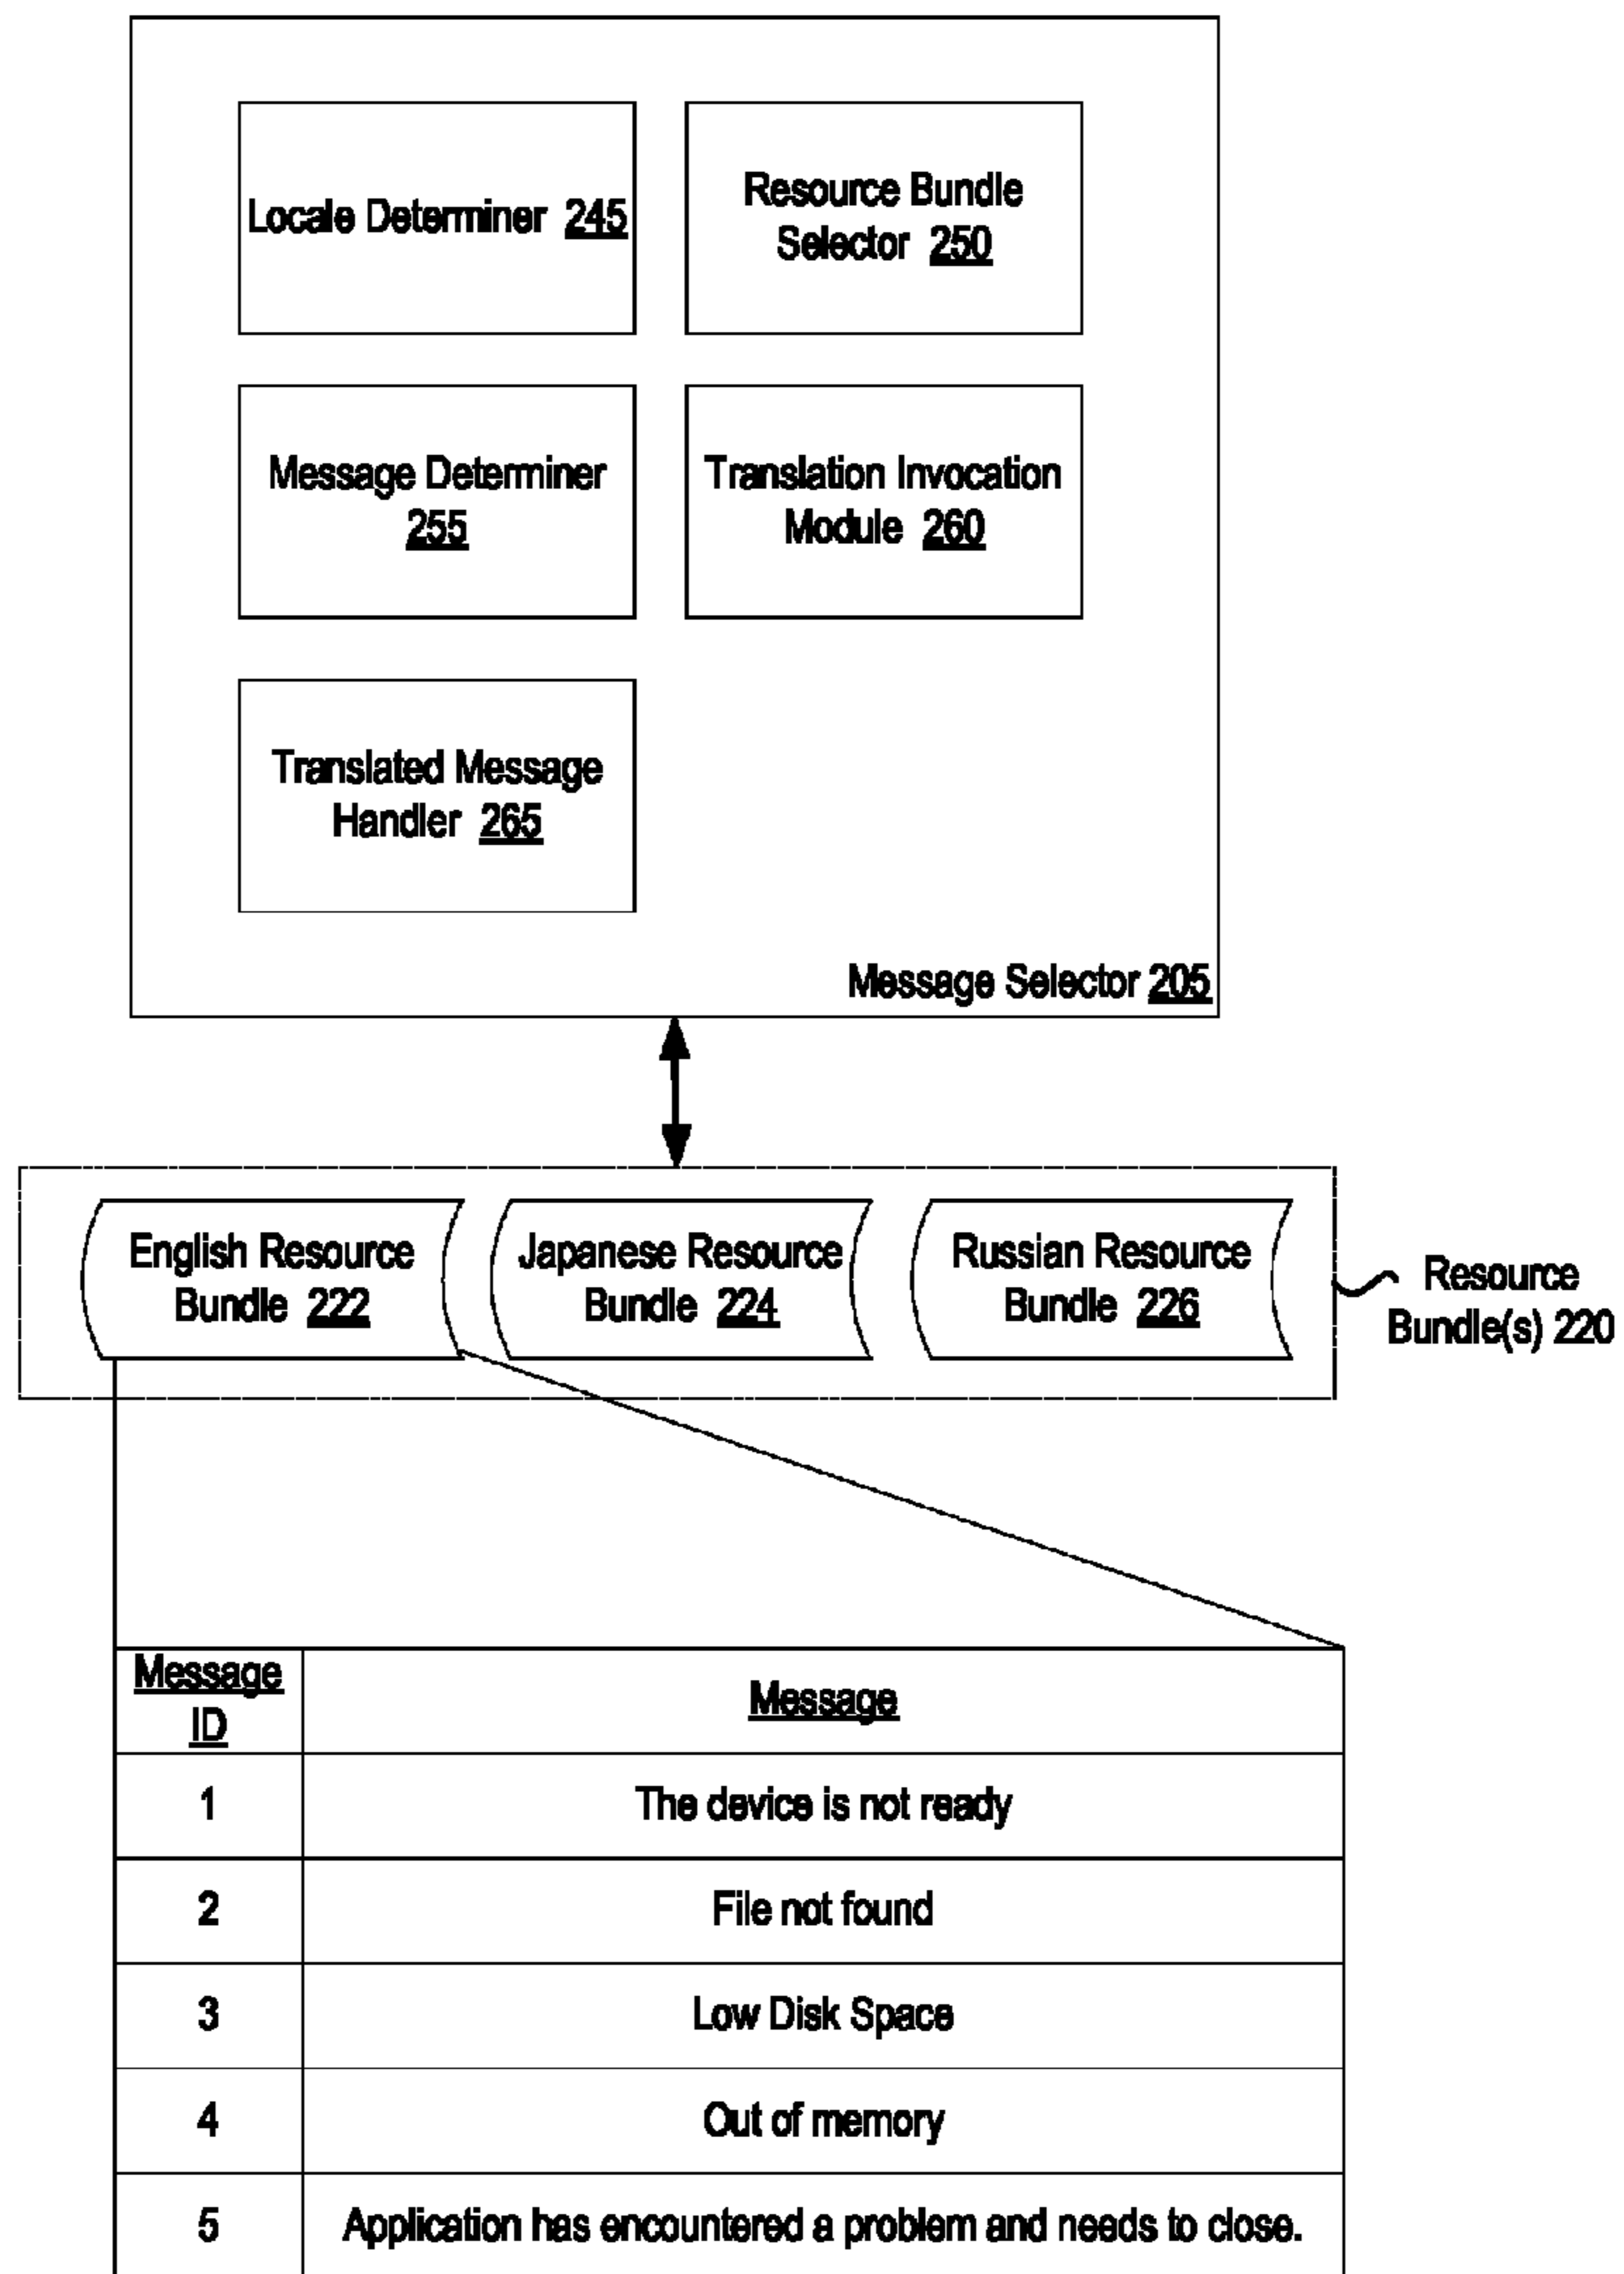 Locale Determiner 245
Resource Bundle
Selector 250
Message Determiner
255
Translation Invocation
Module 260
Translated Message
Handler 265
Message Selector 205
English Resource
Bundle 222
Japanese Resource
Bundle 224
Russian Resource
Bundle 226
Resource
Bundle(s) 220
Message
ID
Message
1
The device is not ready
2
File not found
3
Low Disk Space
4
Out of memory
5
Application has encountered a problem and needs to close.